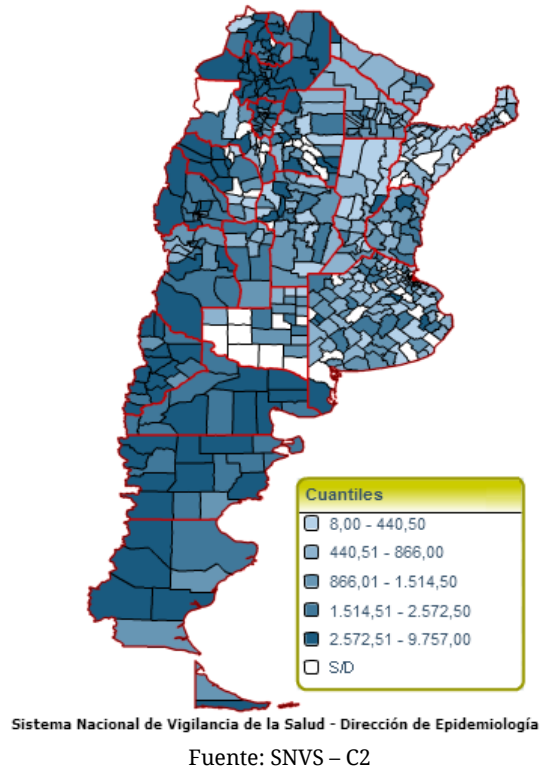 Cuantiles
8,00 - 440,50
440,51 - 866,00
866,01 - 1.514,50
1.514,51 - 2.572,50
2.572,51 - 9.757,00
S/D
Sistema Nacional de Vigilancia de la Salud - Dirección de Epidemiología
Fuente: SNVS – C2